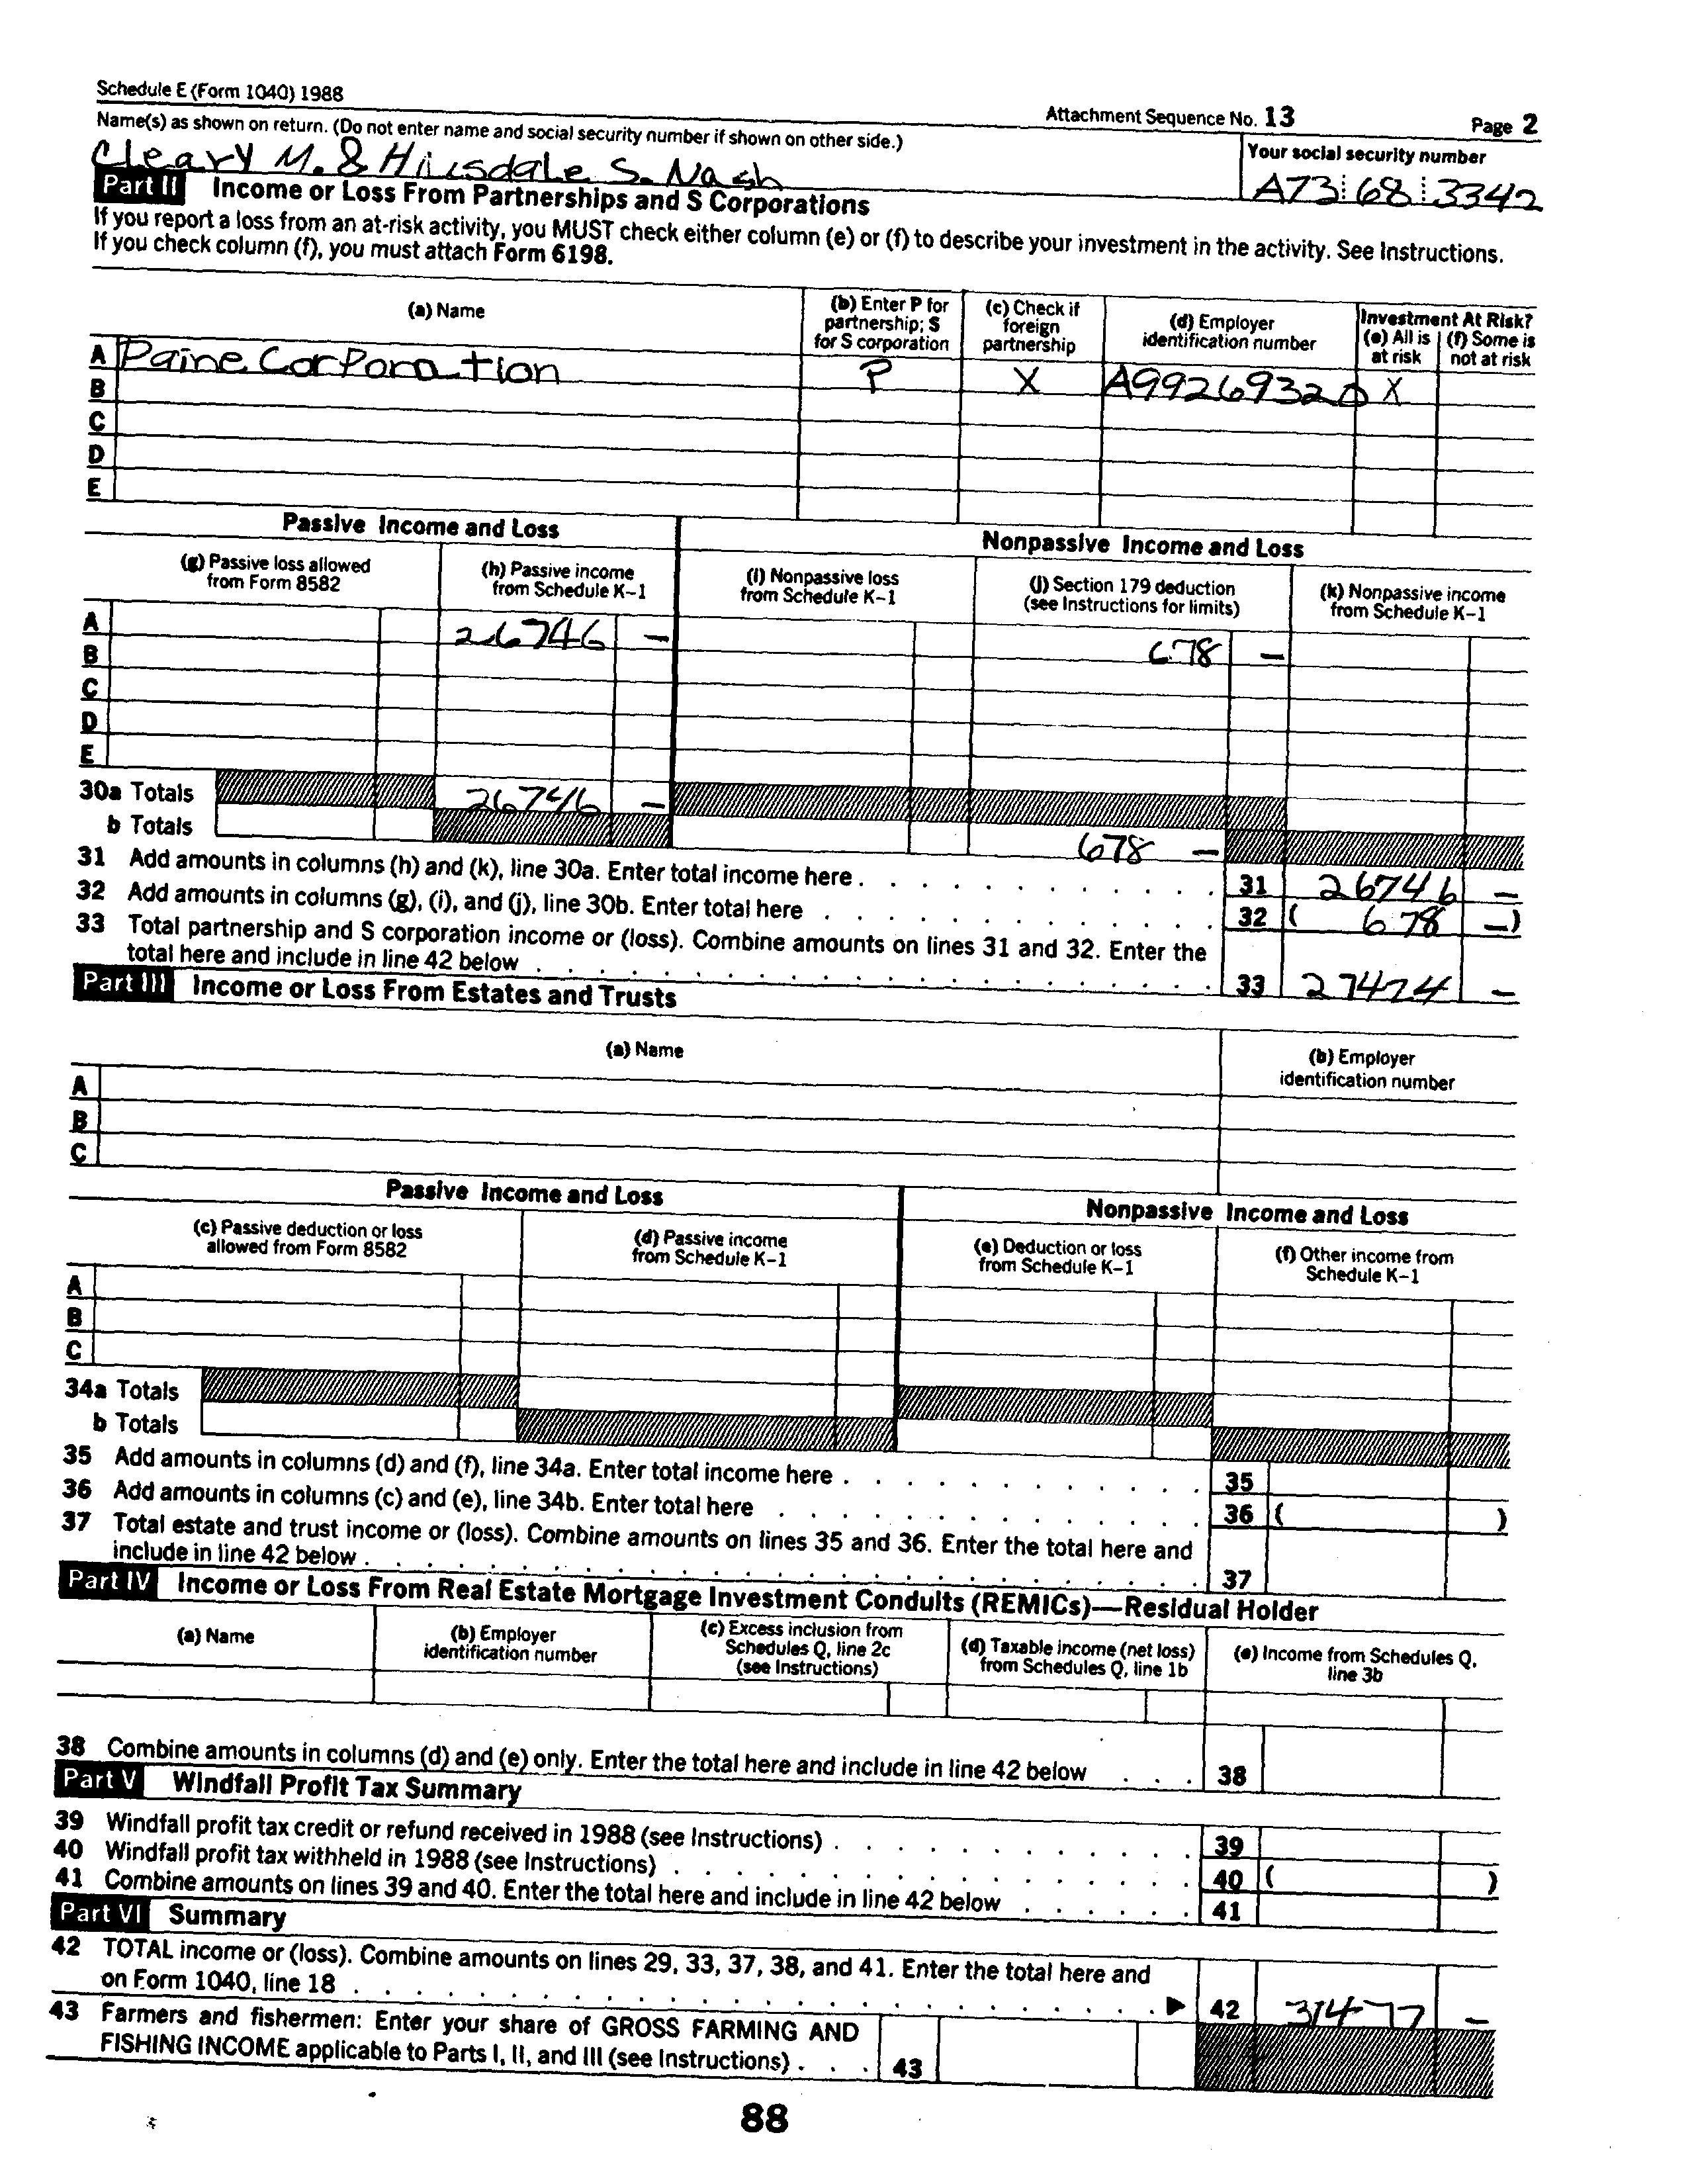 Schedule E (Form 1040) 1988
Attachment Sequence No. 13 Page 2
Name(s) as shown on return. (Do not enter name and social security number if shown on other side.)
Your social security number
Cleary M. & Hillsdale S. Nash
A73 68 3342
Part II Income or Loss From Partnerships and S Corporations
If you report a loss from an at-risk activity, you MUST check either column (e) or (f) to describe your investment in the activity. See Instructions.
If you check column (f), you must attach Form 6198.
(a) Name
(b) Enter P for partnership; S for S corporation
(c) Check if foreign partnership
(d) Employer identification number
Investment At Risk?
(e) All is at risk
(f) Some is not at risk
A Paine Corporation P X A99269320 X
B
C
D
E
Passive Income and Loss
Nonpassive Income and Loss
(g) Passive loss allowed from Form 8582
(h) Passive income from Schedule K-1
(i) Nonpassive loss from Schedule K-1
(j) Section 179 deduction (see Instructions for limits)
(k) Nonpassive income from Schedule K-1
A 26746 — 678 —
B
C
D
E
30a Totals 26746 —
b Totals 678 —
31 Add amounts in columns (h) and (k), line 30a. Enter total income here . . . 31 26746 —
32 Add amounts in columns (g), (i), and (j), line 30b. Enter total here . . . 32 ( 678 —)
33 Total partnership and S corporation income or (loss). Combine amounts on lines 31 and 32. Enter the
total here and include in line 42 below . . . 33 27424 —
Part III Income or Loss From Estates and Trusts
(a) Name
(b) Employer identification number
A
B
C
Passive Income and Loss
Nonpassive Income and Loss
(c) Passive deduction or loss allowed from Form 8582
(d) Passive income from Schedule K-1
(e) Deduction or loss from Schedule K-1
(f) Other income from Schedule K-1
A
B
C
34a Totals
b Totals
35 Add amounts in columns (d) and (f), line 34a. Enter total income here . . . 35
36 Add amounts in columns (c) and (e), line 34b. Enter total here . . . 36 ( )
37 Total estate and trust income or (loss). Combine amounts on lines 35 and 36. Enter the total here and
include in line 42 below . . . 37
Part IV Income or Loss From Real Estate Mortgage Investment Conduits (REMICs)—Residual Holder
(a) Name
(b) Employer identification number
(c) Excess inclusion from Schedules Q, line 2c (see Instructions)
(d) Taxable income (net loss) from Schedules Q, line 1b
(e) Income from Schedules Q, line 3b
38 Combine amounts in columns (d) and (e) only. Enter the total here and include in line 42 below . . . 38
Part V Windfall Profit Tax Summary
39 Windfall profit tax credit or refund received in 1988 (see Instructions) . . . 39
40 Windfall profit tax withheld in 1988 (see Instructions) . . . 40 ( )
41 Combine amounts on lines 39 and 40. Enter the total here and include in line 42 below . . . 41
Part VI Summary
42 TOTAL income or (loss). Combine amounts on lines 29, 33, 37, 38, and 41. Enter the total here and
on Form 1040, line 18 . . . ▶ 42 31477 —
43 Farmers and fishermen: Enter your share of GROSS FARMING AND
FISHING INCOME applicable to Parts I, II, and III (see Instructions) . . . 43
88